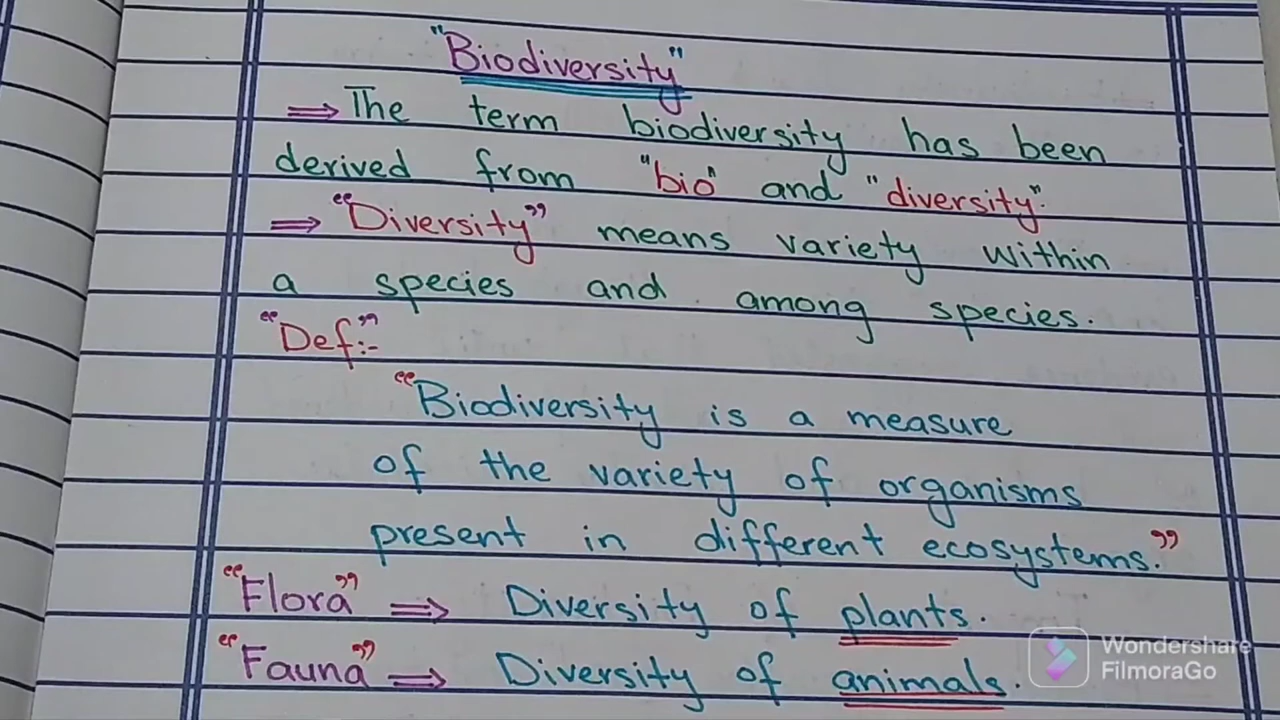 "Biodiversity"
⇒ The term biodiversity has been
derived from "bio" and "diversity".
⇒ "Diversity" means variety within
a species and among species.
"Def:-"
"Biodiversity is a measure
of the variety of organisms
present in different ecosystems."
"Flora" ⇒ Diversity of plants.
"Fauna" ⇒ Diversity of animals.
Wondershare
FilmoraGo